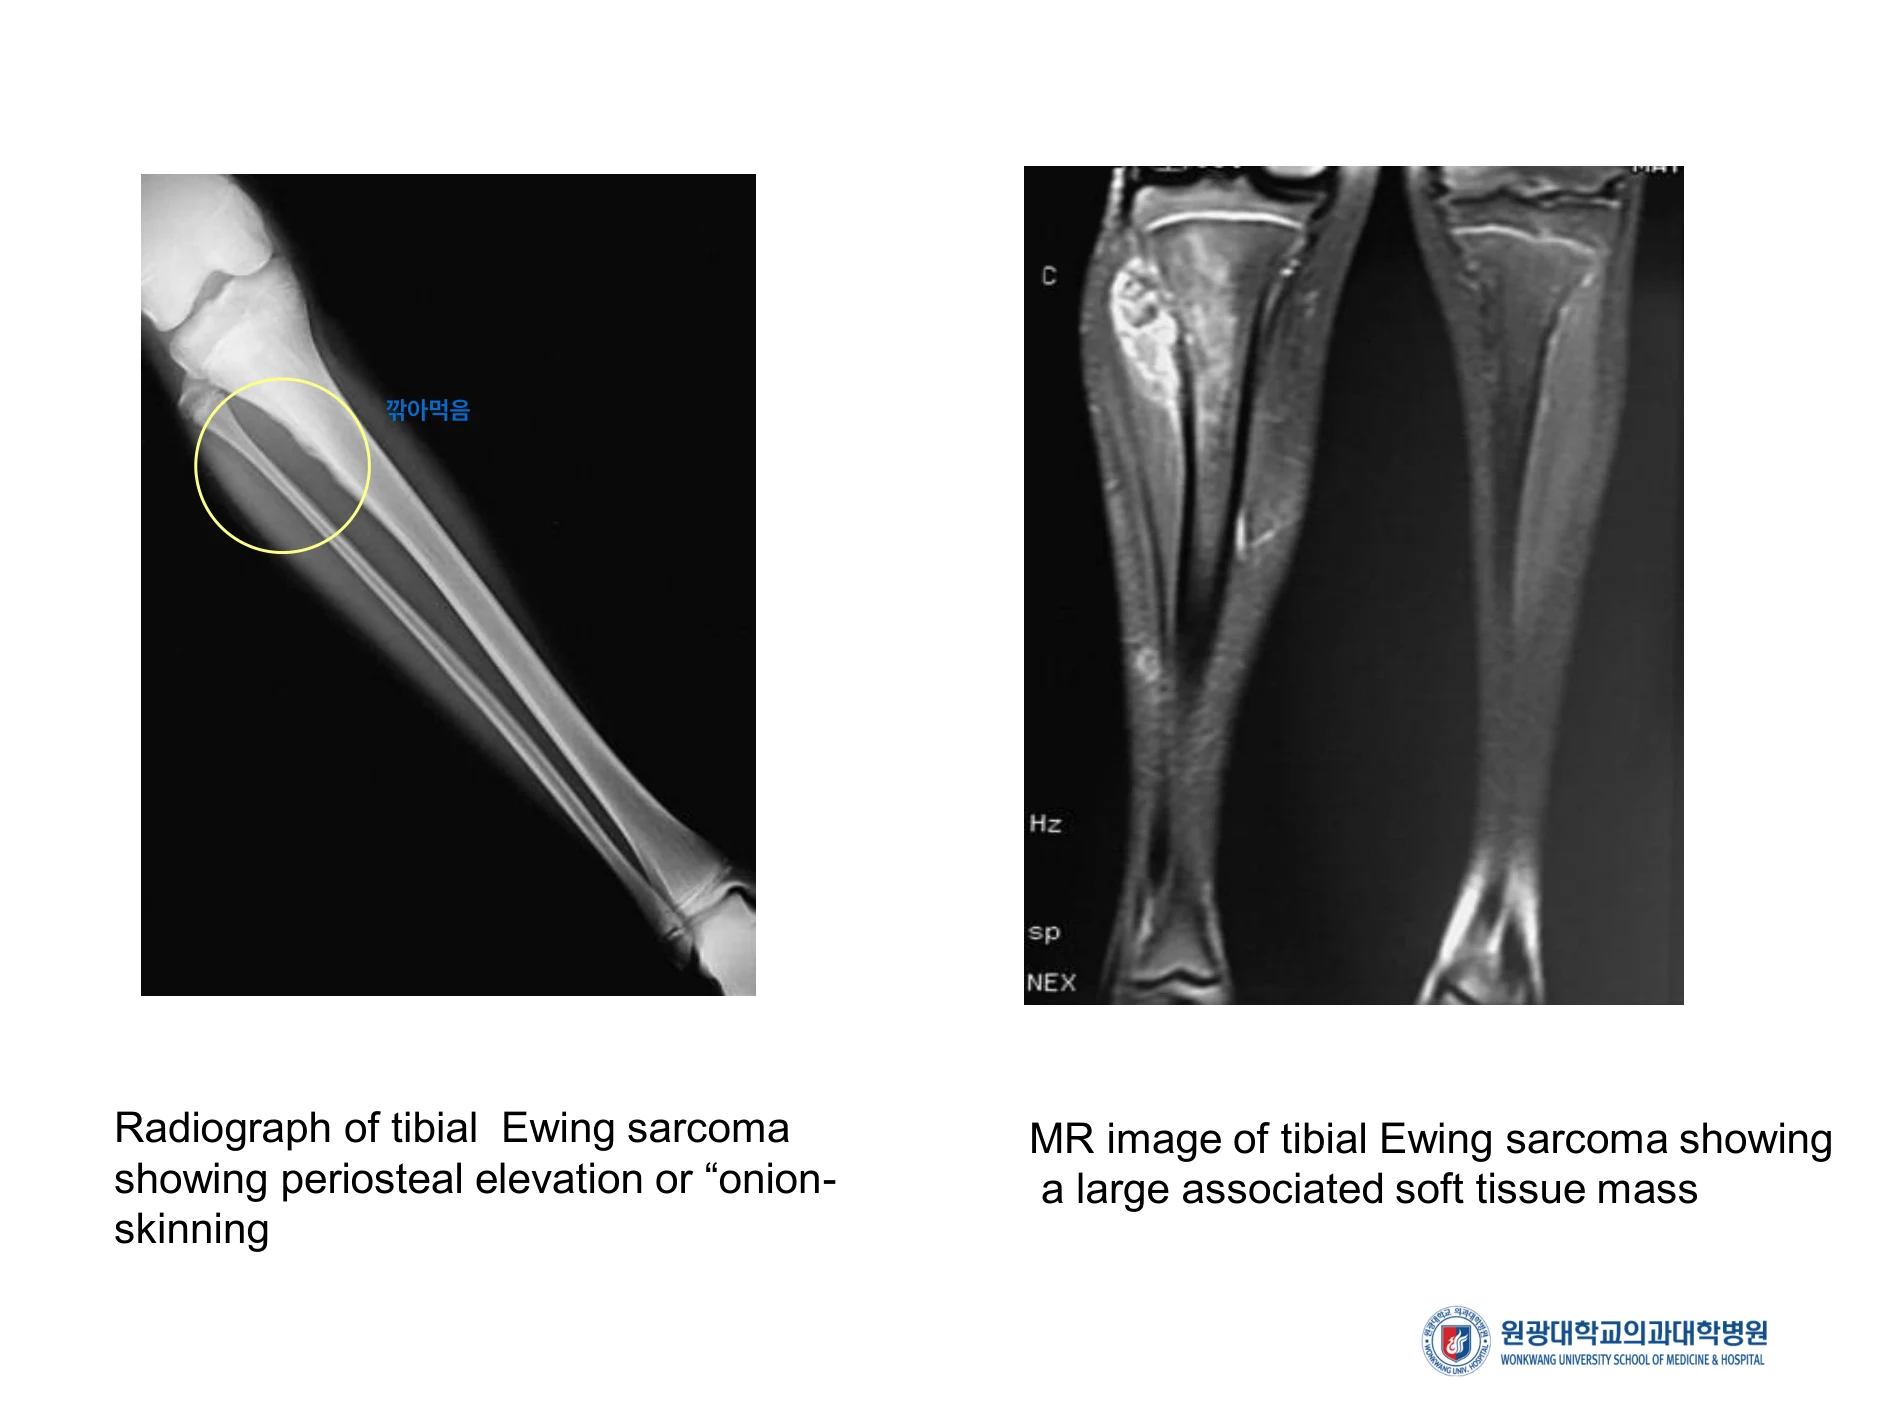 깎아먹음
C
Hz
sp
NEX
Radiograph of tibial  Ewing sarcoma
showing periosteal elevation or “onion-
skinning
MR image of tibial Ewing sarcoma showing
a large associated soft tissue mass
원광대학교의과대학병원
WONKWANG UNIVERSITY SCHOOL OF MEDICINE & HOSPITAL